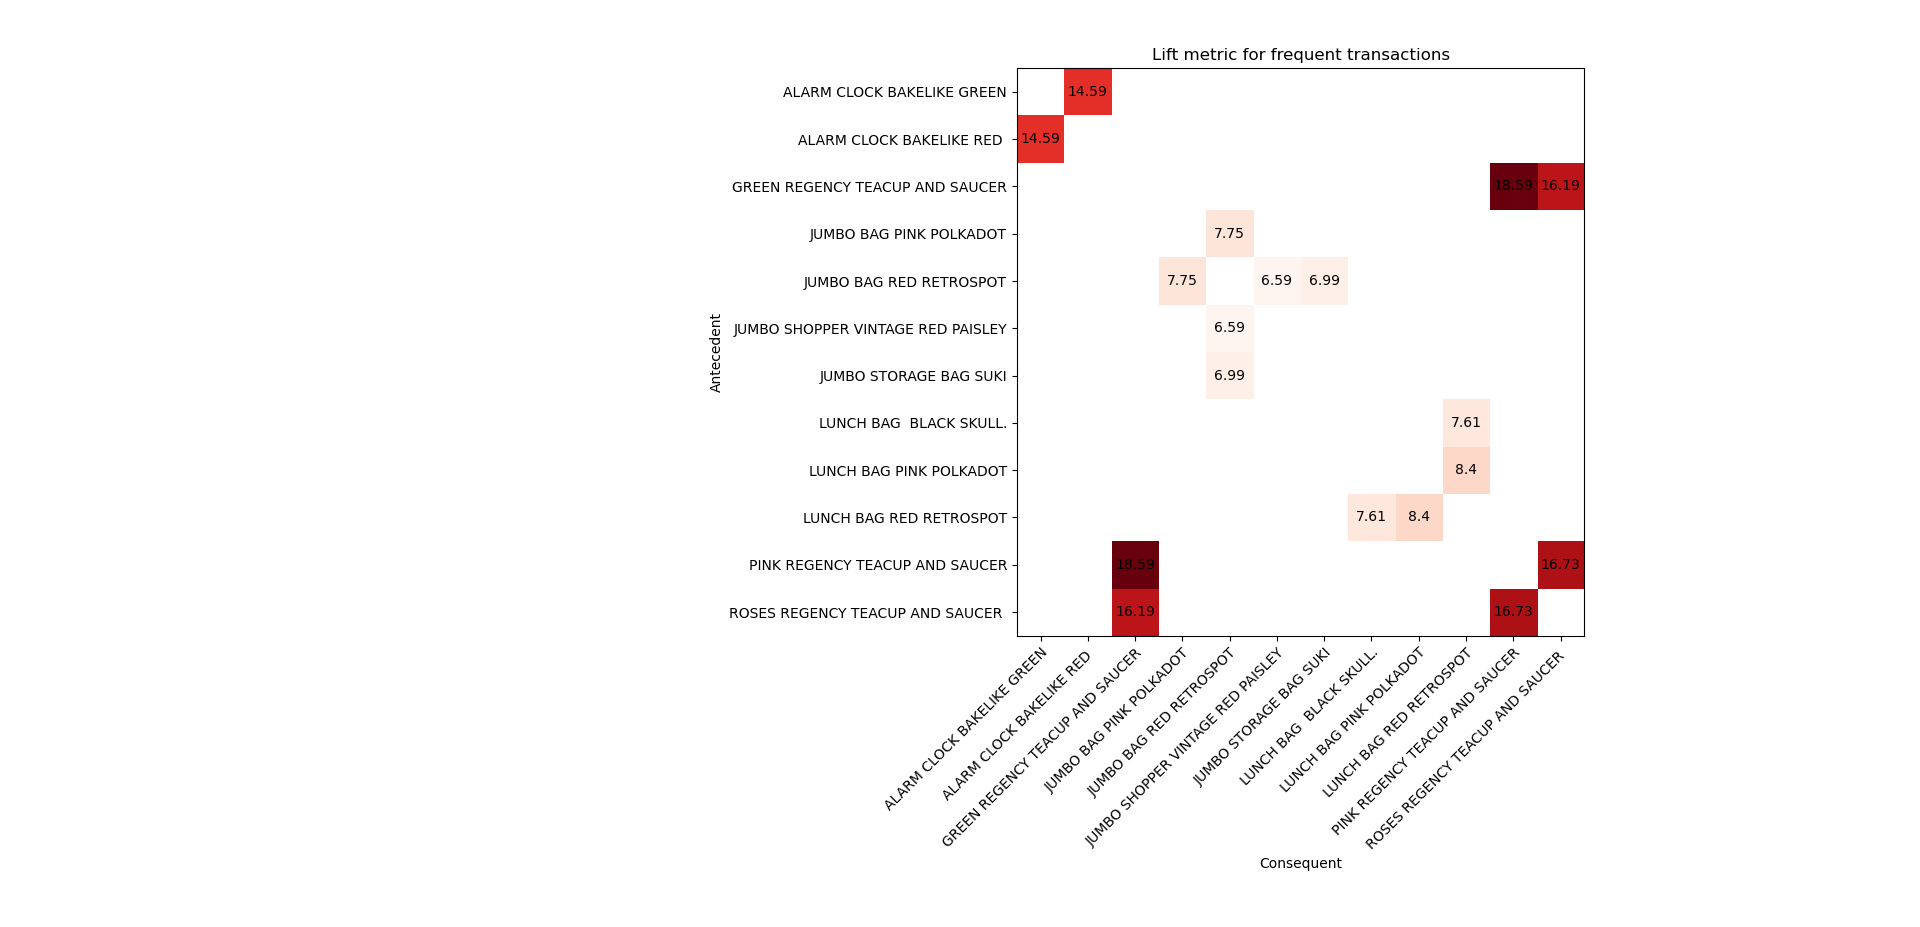 Lift metric for frequent transactions
ALARM CLOCK BAKELIKE GREEN 14.59
ALARM CLOCK BAKELIKE RED 14.59
GREEN REGENCY TEACUP AND SAUCER 18.59 16.19
JUMBO BAG PINK POLKADOT 7.75
JUMBO BAG RED RETROSPOT 7.75 6.59 6.99
JUMBO SHOPPER VINTAGE RED PAISLEY 6.59
JUMBO STORAGE BAG SUKI 6.99
LUNCH BAG  BLACK SKULL. 7.61
LUNCH BAG PINK POLKADOT 8.4
LUNCH BAG RED RETROSPOT 7.61 8.4
PINK REGENCY TEACUP AND SAUCER 18.59 16.73
ROSES REGENCY TEACUP AND SAUCER 16.19 16.73
Antecedent
ALARM CLOCK BAKELIKE GREEN
ALARM CLOCK BAKELIKE RED
GREEN REGENCY TEACUP AND SAUCER
JUMBO BAG PINK POLKADOT
JUMBO BAG RED RETROSPOT
JUMBO SHOPPER VINTAGE RED PAISLEY
JUMBO STORAGE BAG SUKI
LUNCH BAG  BLACK SKULL.
LUNCH BAG PINK POLKADOT
LUNCH BAG RED RETROSPOT
PINK REGENCY TEACUP AND SAUCER
ROSES REGENCY TEACUP AND SAUCER
Consequent